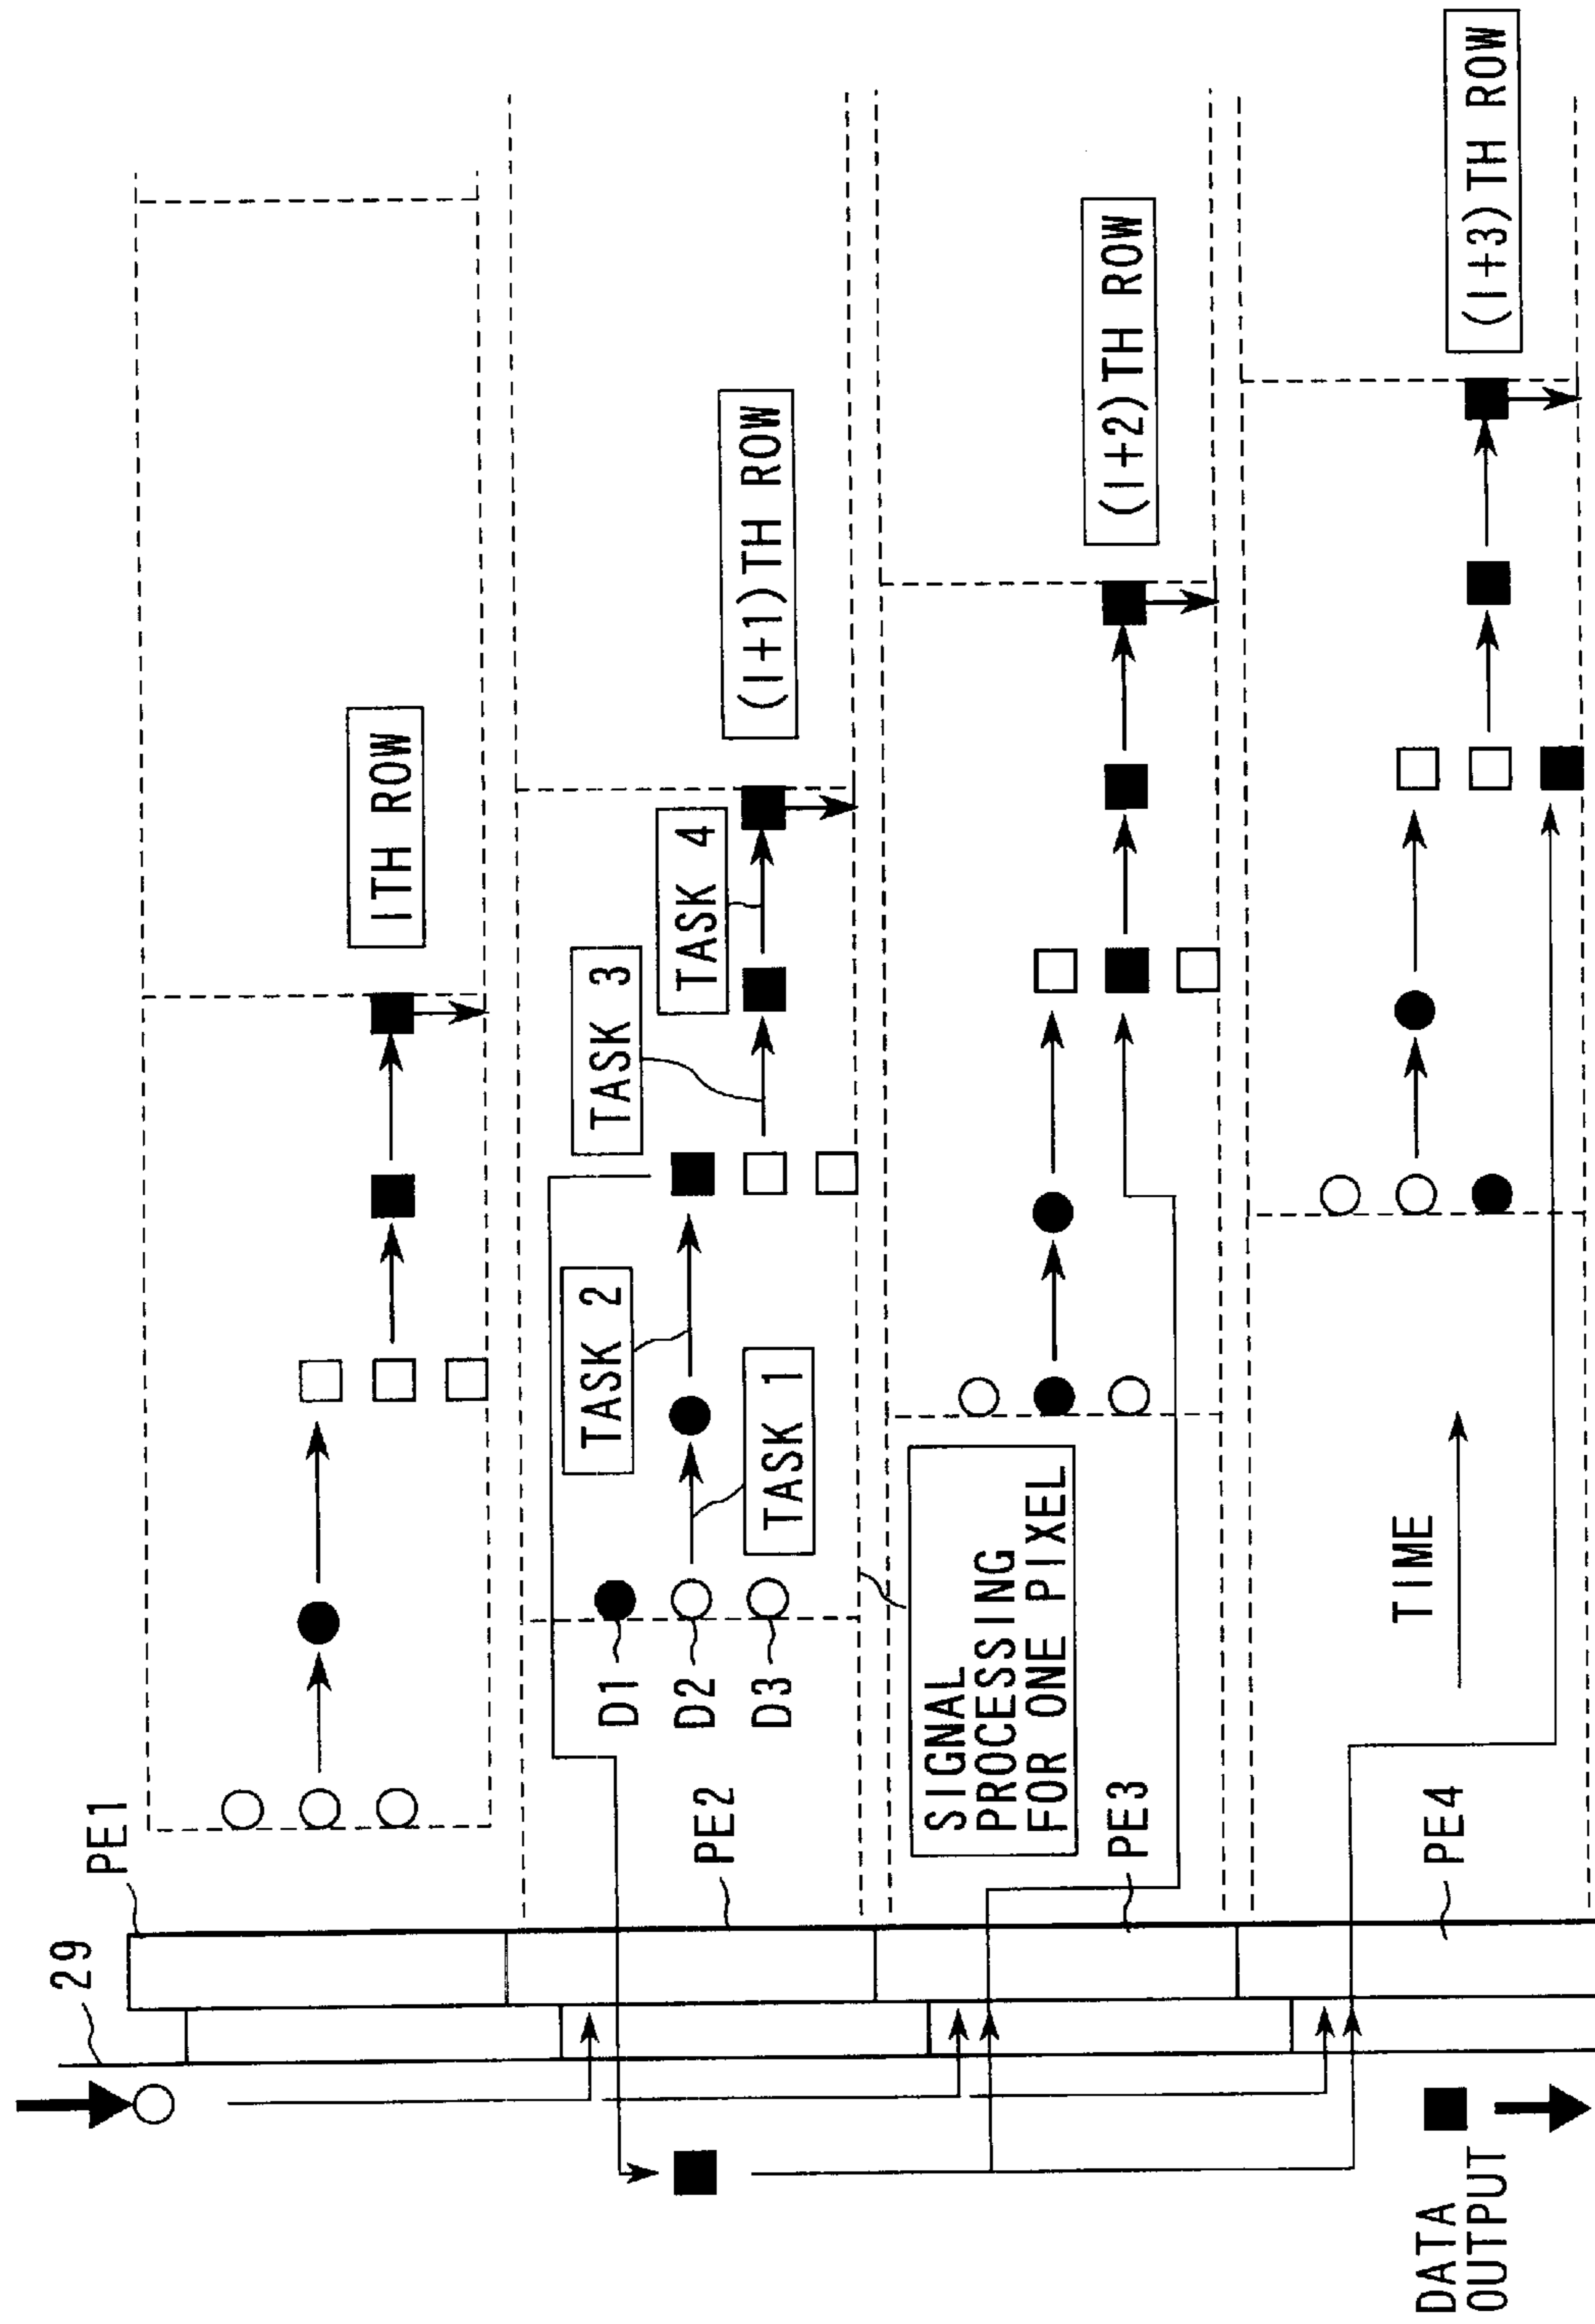 29
PE1
ITH ROW
PE2
D1
D2
D3
TASK 1
TASK 2
TASK 3
TASK 4
(I+1)TH ROW
SIGNAL
PROCESSING
FOR ONE PIXEL
PE3
(I+2)TH ROW
TIME
PE4
(I+3)TH ROW
DATA
OUTPUT